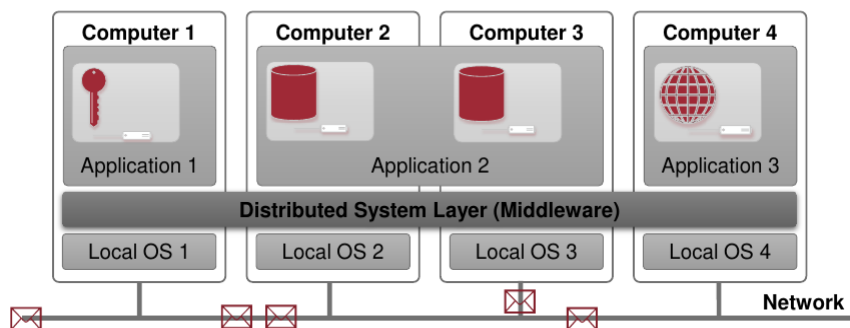 Computer 1
Computer 2
Computer 3
Computer 4
Application 1
Application 2
Application 3
Distributed System Layer (Middleware)
Local OS 1
Local OS 2
Local OS 3
Local OS 4
Network